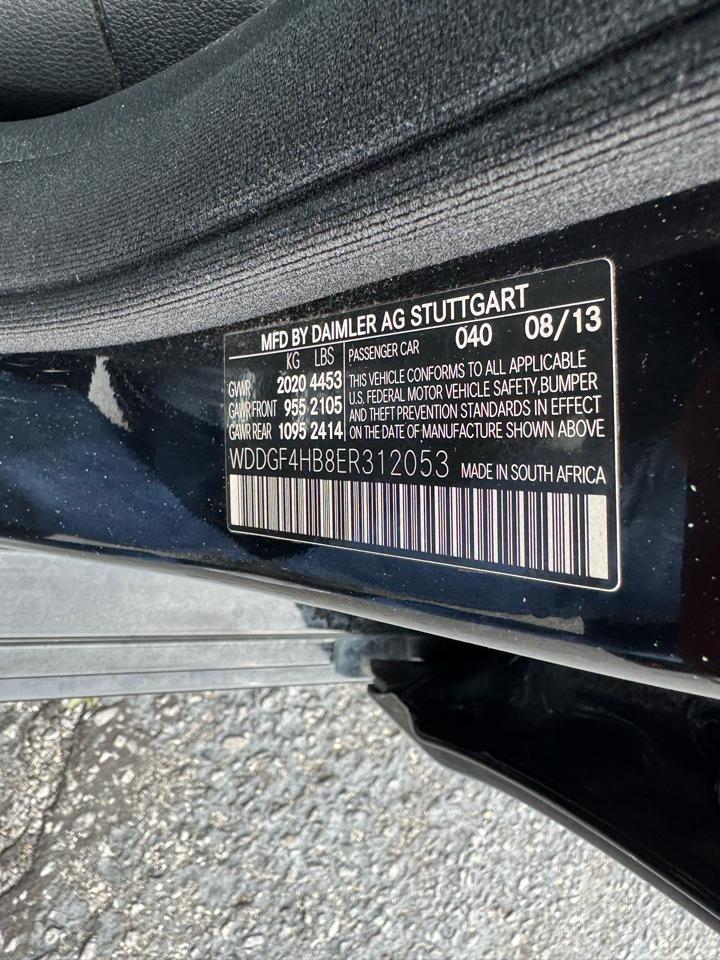 MFD BY DAIMLER AG STUTTGART
KG LBS
GVWR 2020 4453
GAWR FRONT 955 2105
GAWR REAR 1095 2414
PASSENGER CAR 040 08/13
THIS VEHICLE CONFORMS TO ALL APPLICABLE
U.S. FEDERAL MOTOR VEHICLE SAFETY,BUMPER
AND THEFT PREVENTION STANDARDS IN EFFECT
ON THE DATE OF MANUFACTURE SHOWN ABOVE
WDDGF4HB8ER312053 MADE IN SOUTH AFRICA